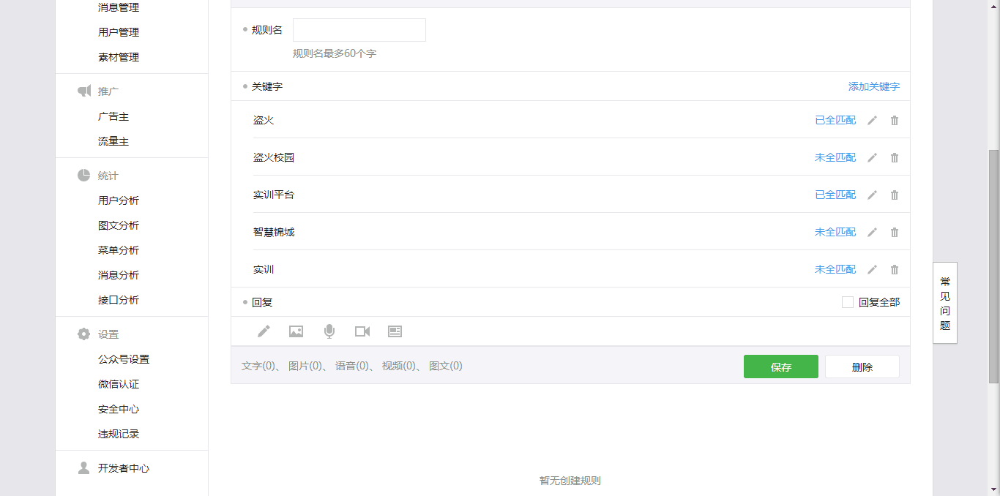 消息管理
用户管理
素材管理
推广
广告主
流量主
统计
用户分析
图文分析
菜单分析
消息分析
接口分析
设置
公众号设置
微信认证
安全中心
违规记录
开发者中心
规则名
规则名最多60个字
关键字 添加关键字
盗火 已全匹配
盗火校园 未全匹配
实训平台 已全匹配
智慧锦城 未全匹配
实训 未全匹配
回复 回复全部
文字(0)、 图片(0)、 语音(0)、 视频(0)、 图文(0) 保存 删除
暂无创建规则
常见问题